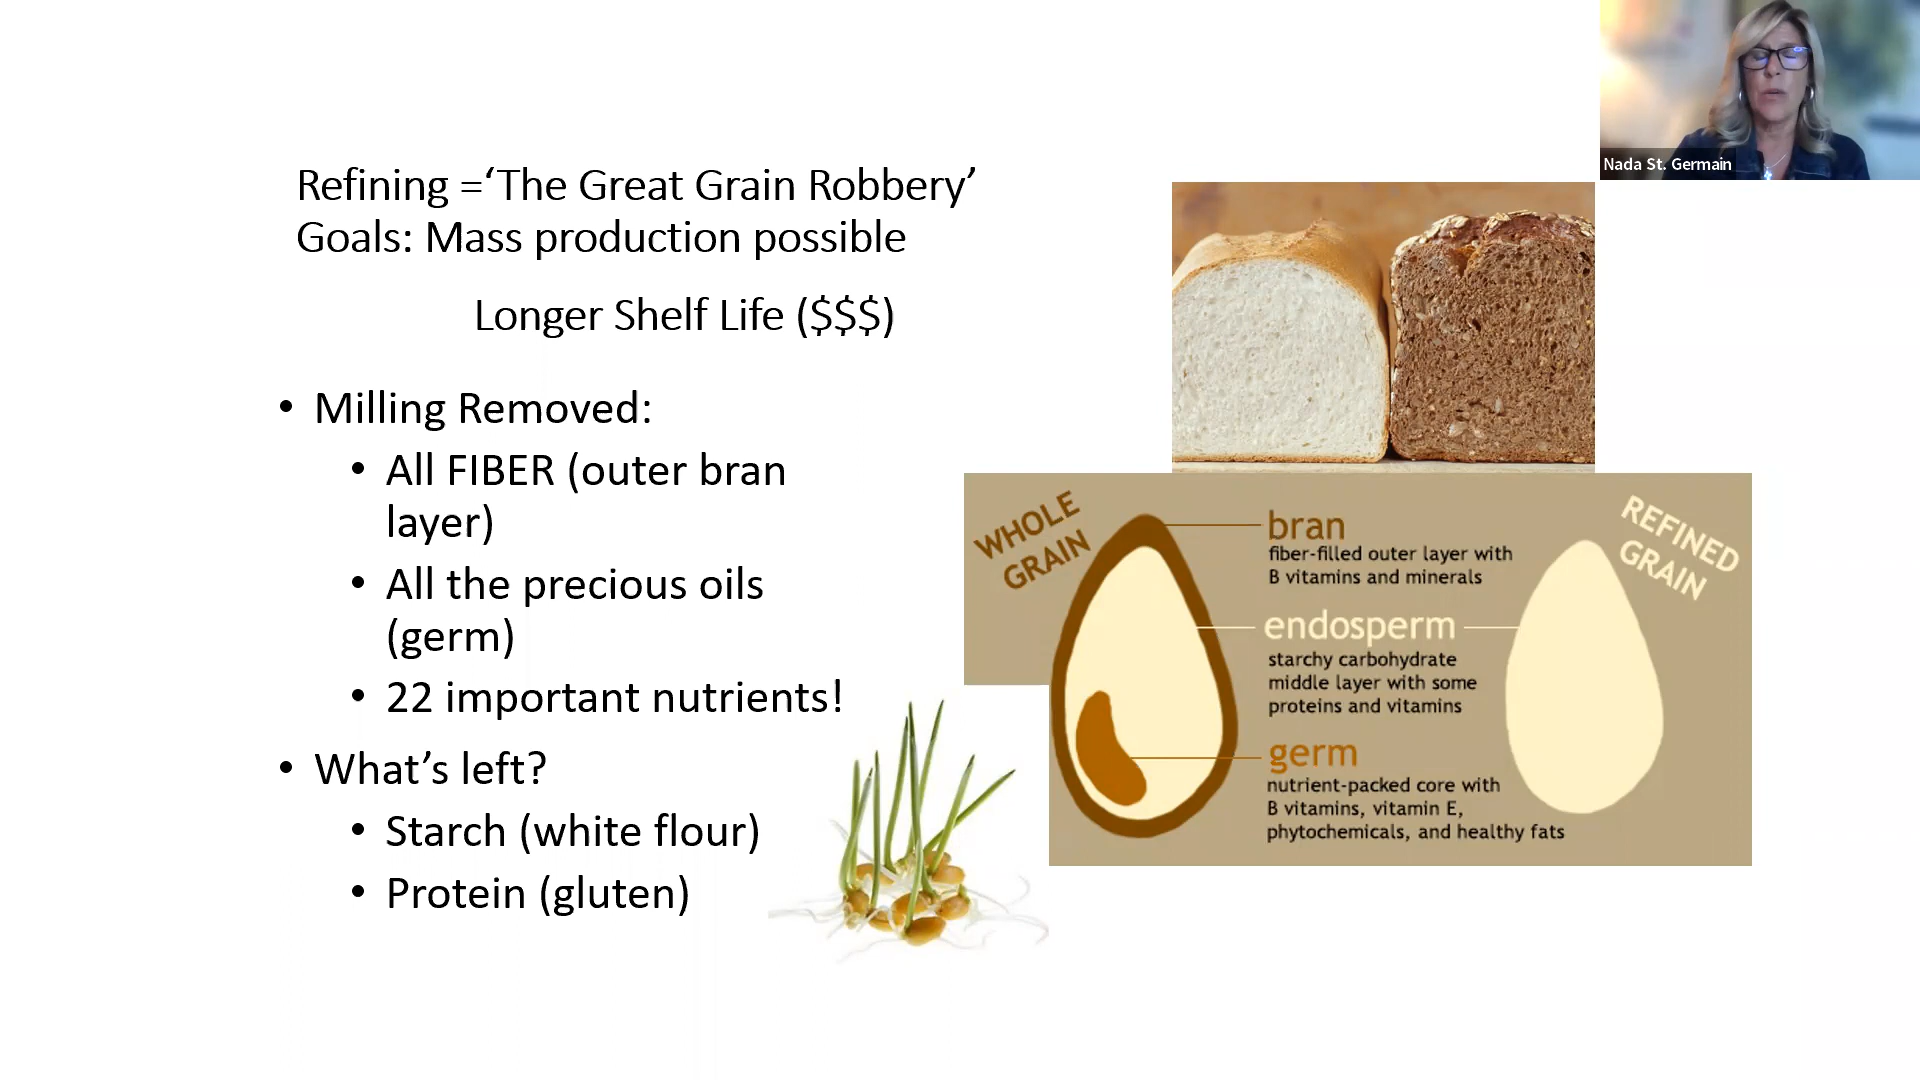 Refining =‘The Great Grain Robbery’
Goals: Mass production possible
Longer Shelf Life ($$$)
• Milling Removed:
• All FIBER (outer bran
layer)
• All the precious oils
(germ)
• 22 important nutrients!
• What’s left?
• Starch (white flour)
• Protein (gluten)
Nada St. Germain
WHOLE
GRAIN
bran
fiber-filled outer layer with
B vitamins and minerals
endosperm
starchy carbohydrate
middle layer with some
proteins and vitamins
germ
nutrient-packed core with
B vitamins, vitamin E,
phytochemicals, and healthy fats
REFINED
GRAIN